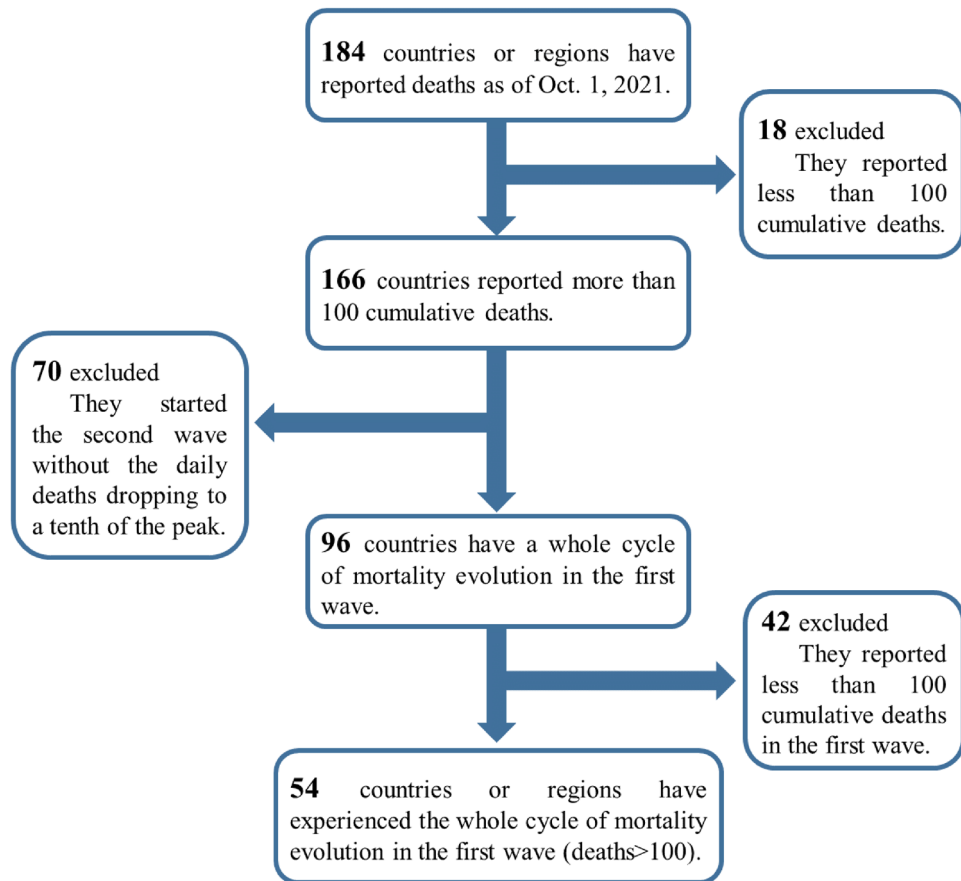 184 countries or regions have
reported deaths as of Oct. 1, 2021.
18 excluded
They reported
less than 100
cumulative deaths.
166 countries reported more than
100 cumulative deaths.
70 excluded
They started
the second wave
without the daily
deaths dropping to
a tenth of the peak.
96 countries have a whole cycle
of mortality evolution in the first
wave.
42 excluded
They reported
less than 100
cumulative deaths
in the first wave.
54 countries or regions have
experienced the whole cycle of mortality
evolution in the first wave (deaths>100).